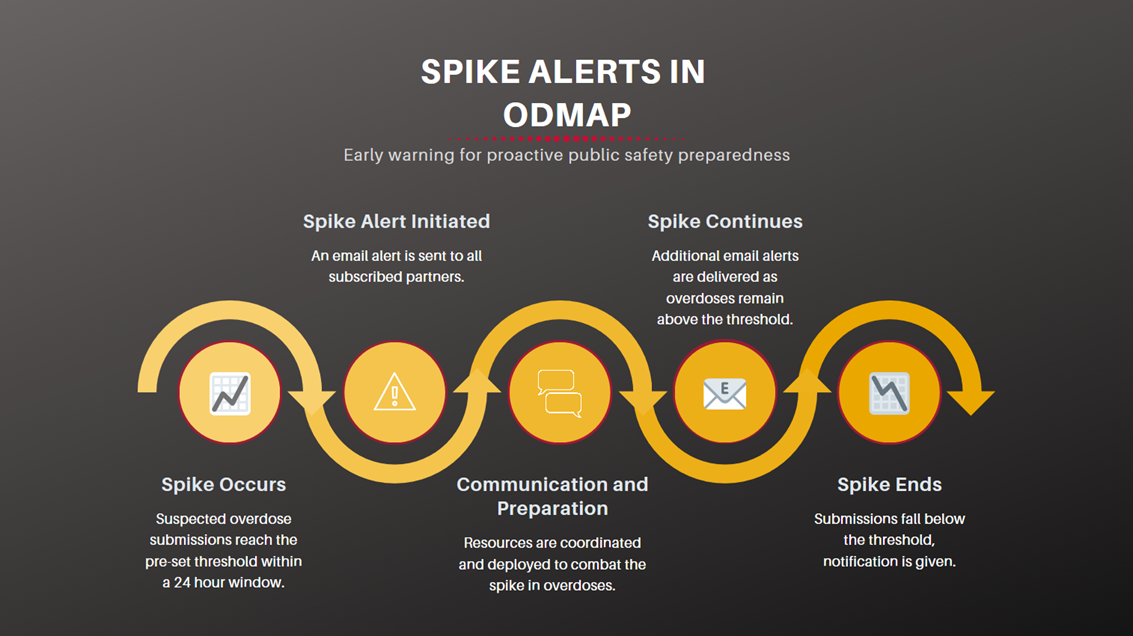 SPIKE ALERTS IN
ODMAP
Early warning for proactive public safety preparedness
Spike Occurs
Suspected overdose
submissions reach the
pre-set threshold within
a 24 hour window.
Spike Alert Initiated
An email alert is sent to all
subscribed partners.
Communication and
Preparation
Resources are coordinated
and deployed to combat the
spike in overdoses.
Spike Continues
Additional email alerts
are delivered as
overdoses remain
above the threshold.
E
Spike Ends
Submissions fall below
the threshold,
notification is given.